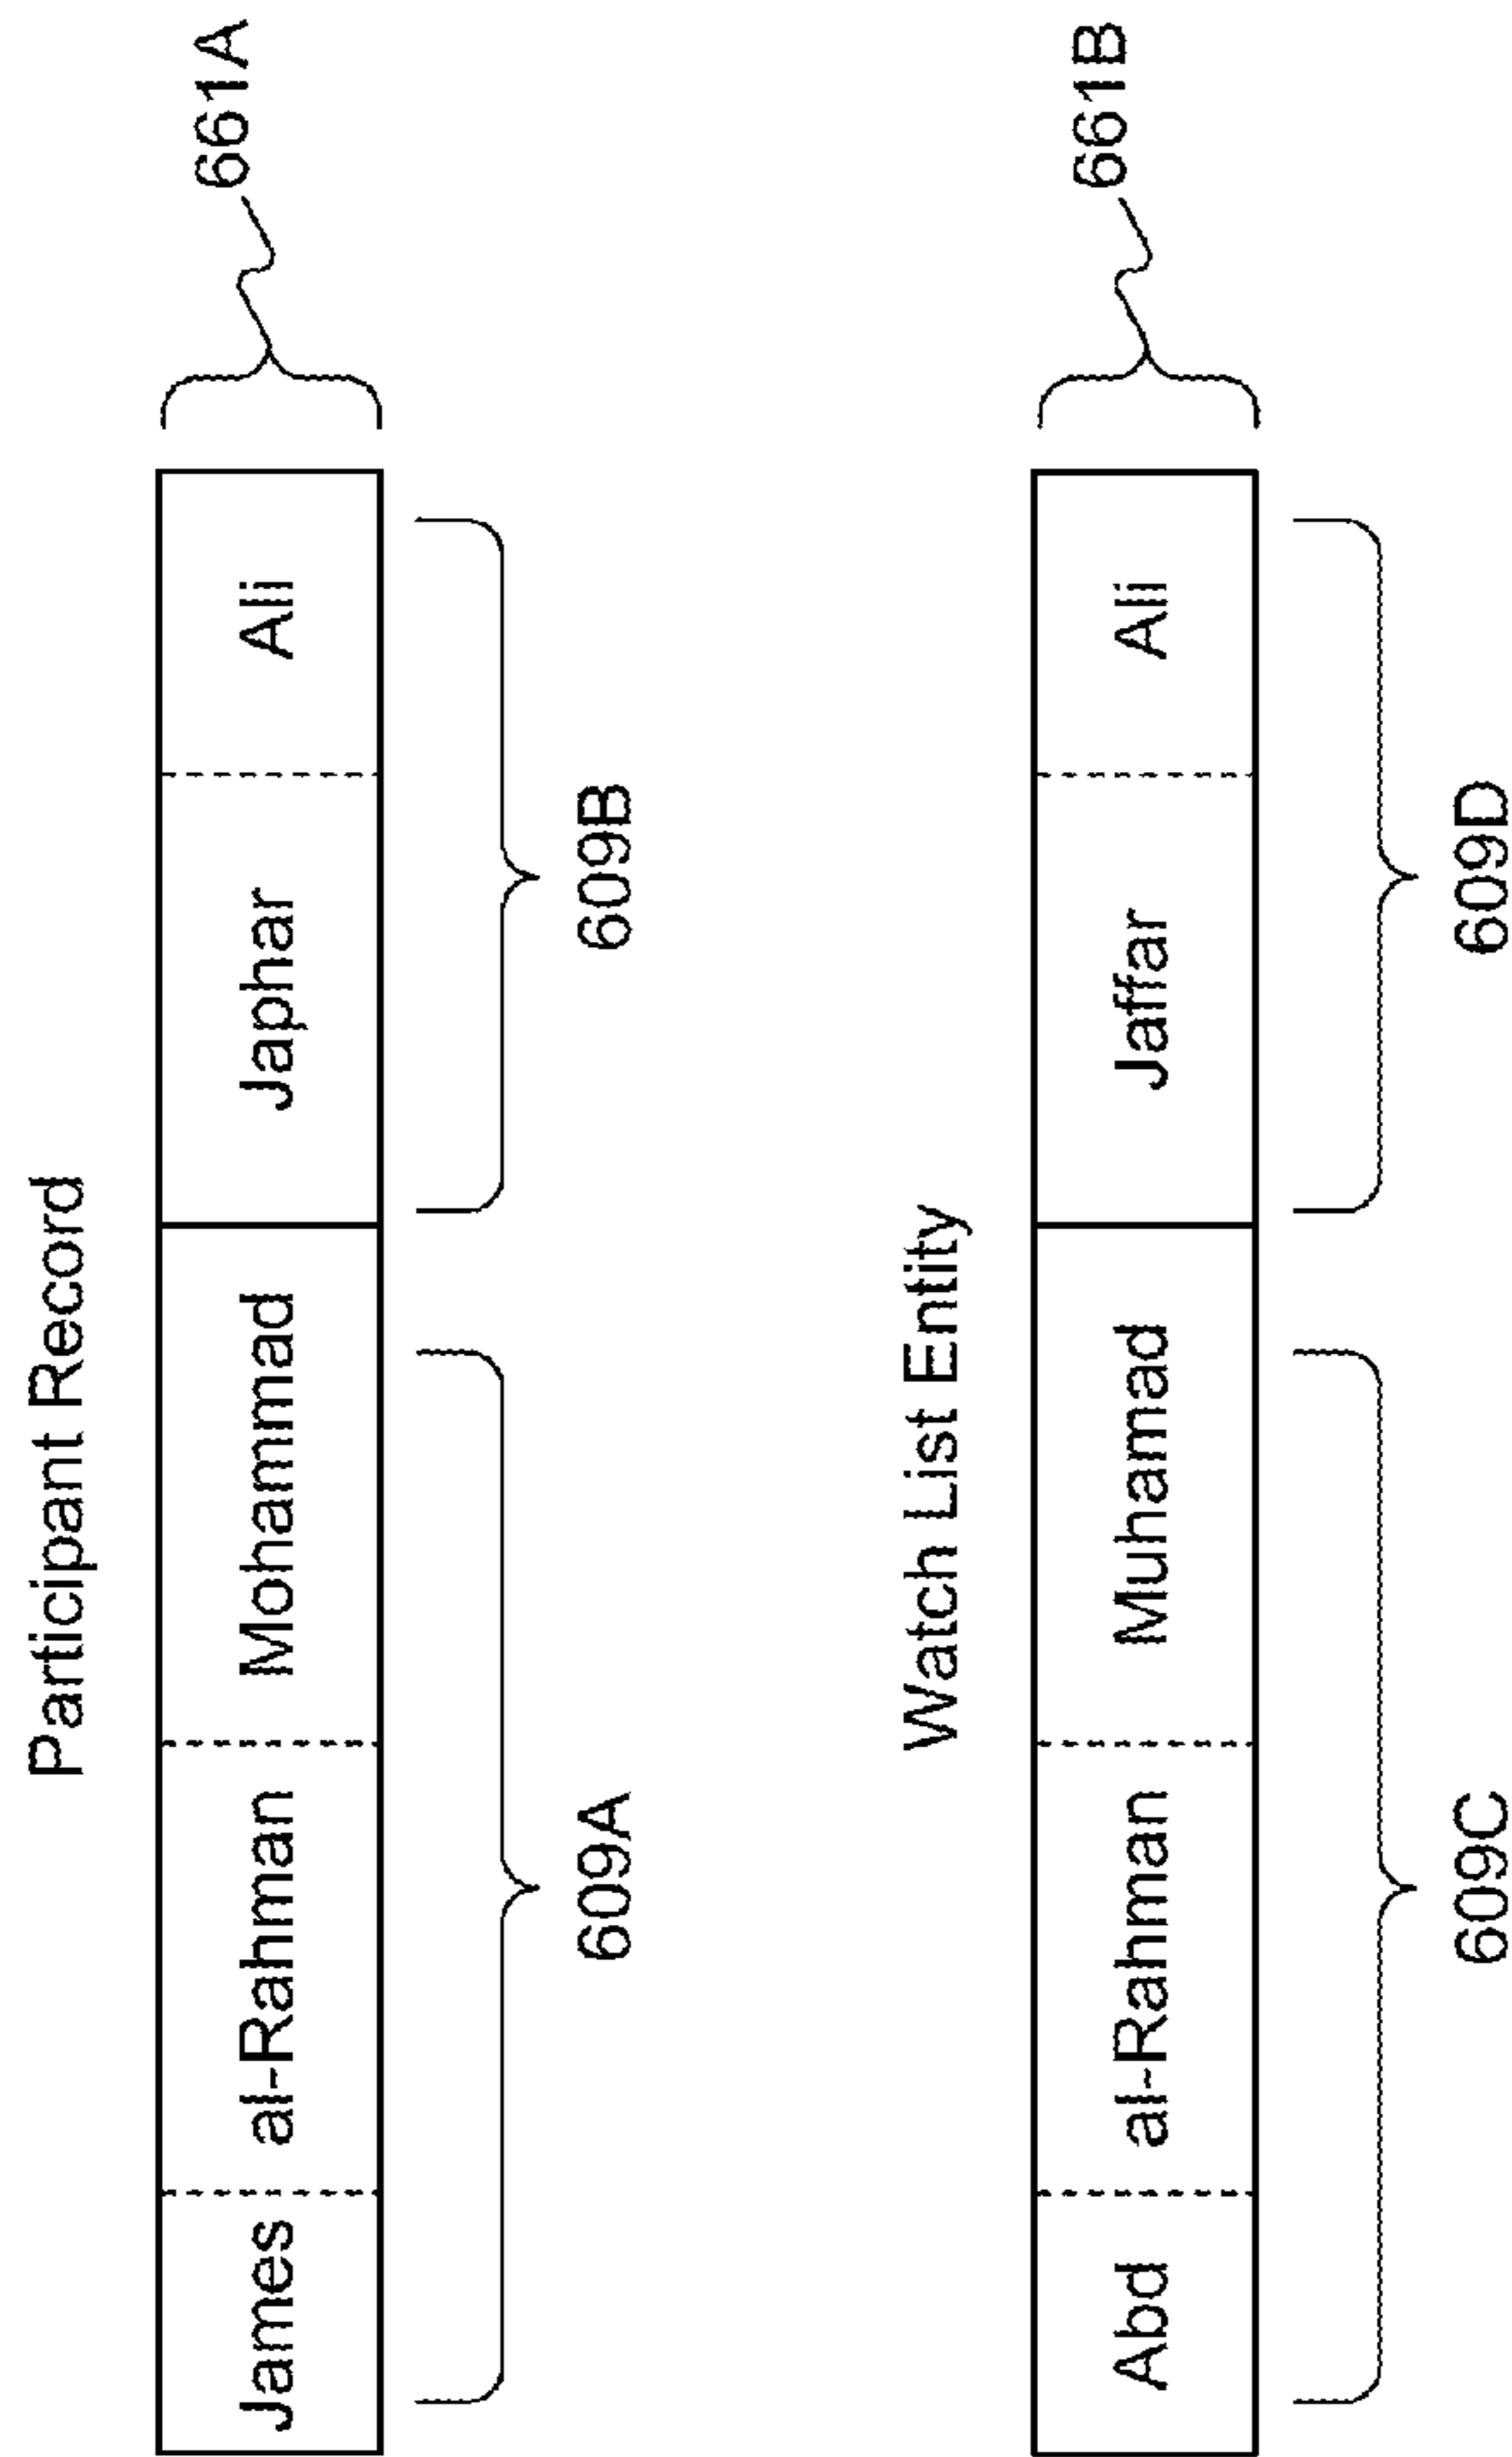 Participant Record
James al-Rahman Mohammad Japhar Ali 661A
609A 609B
Watch List Entity
Abd al-Rahman Muhamad Jaffar Ali 661B
609C 609D